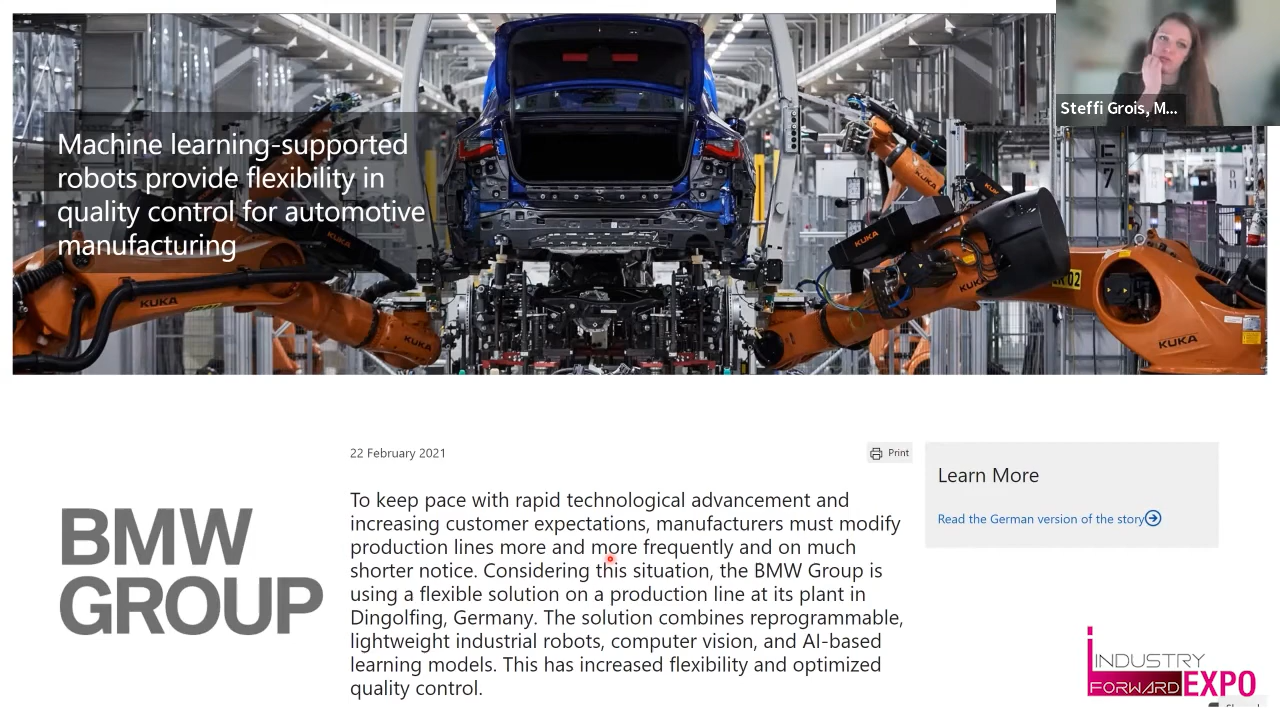 Machine learning-supported
robots provide flexibility in
quality control for automotive
manufacturing
Steffi Grois, M...
KUKA
KUKA
KUKA
KUKA
KUKA
KUKA
KUKA
KUKA
E
7
02
22 February 2021
Print
To keep pace with rapid technological advancement and
increasing customer expectations, manufacturers must modify
production lines more and more frequently and on much
shorter notice. Considering this situation, the BMW Group is
using a flexible solution on a production line at its plant in
Dingolfing, Germany. The solution combines reprogrammable,
lightweight industrial robots, computer vision, and AI-based
learning models. This has increased flexibility and optimized
quality control.
Learn More
Read the German version of the story
BMW
GROUP
INDUSTRY
FORWARD EXPO